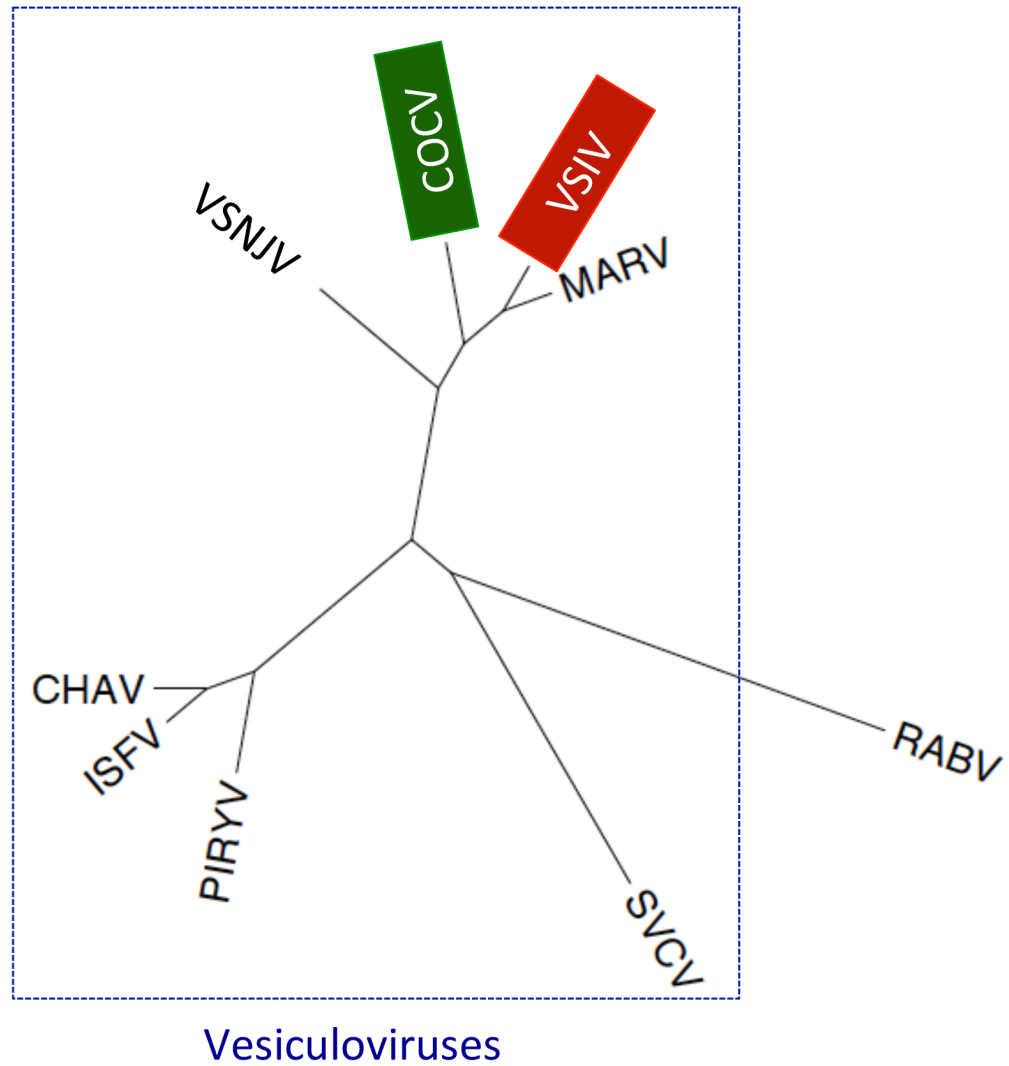 COCV
VSIV
VSNJV
MARV
CHAV
ISFV
PIRYV
RABV
SVCV
Vesiculoviruses